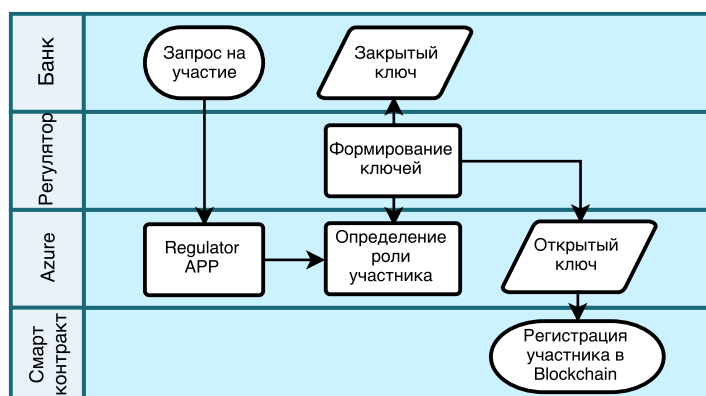 Банк
Запрос на
участие
Закрытый
ключ
Регулятор
Формирование
ключей
Azure
Regulator
APP
Определение
роли
участника
Открытый
ключ
Смарт
контракт
Регистрация
участника в
Blockchain